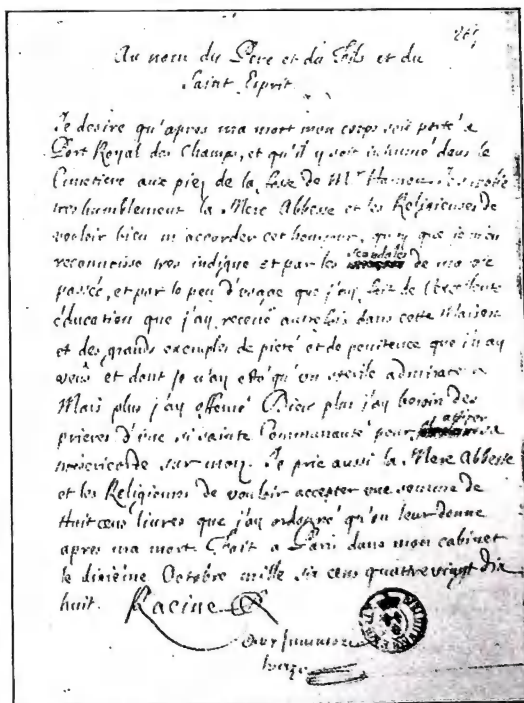 Au nom du Pere et du Fils et du
Saint Esprit
Je desire qu'apres ma mort mon corps soit porté a
Port Royal des Champs, et qu'il y soit inhumé dans le
Cimetiere aux piez de la fosse de Mr Hamon. Je supplie
tres humblement la Mere Abbesse et les Religieuses de
vouloir bien m'accorder cet honneur, quoy que je m'en
reconnoisse tres indigne et par les scandales de ma vie
passée, et par le peu d'usage que j'ay fait de l'excellente
éducation que j'ay receuë autrefois dans cette Maison
et des grands exemples de pieté et de penitence que j'y ay
veûs et dont je n'ay esté qu'un sterile admirateur
Mais plus j'ay offensé Dieu plus j'ay besoin des
prieres d'une si sainte Communauté pour attirer sa
misericorde sur moy. Je prie aussi la Mere Abbesse
et les Religieuses de vouloir accepter une somme de
Huit cens livres que j'ay ordonné qu'on leur donne
apres ma mort. Fait a Paris dans mon cabinet
le dixiéme Octobre mille six cens quatre vingt dix
huit. Racine